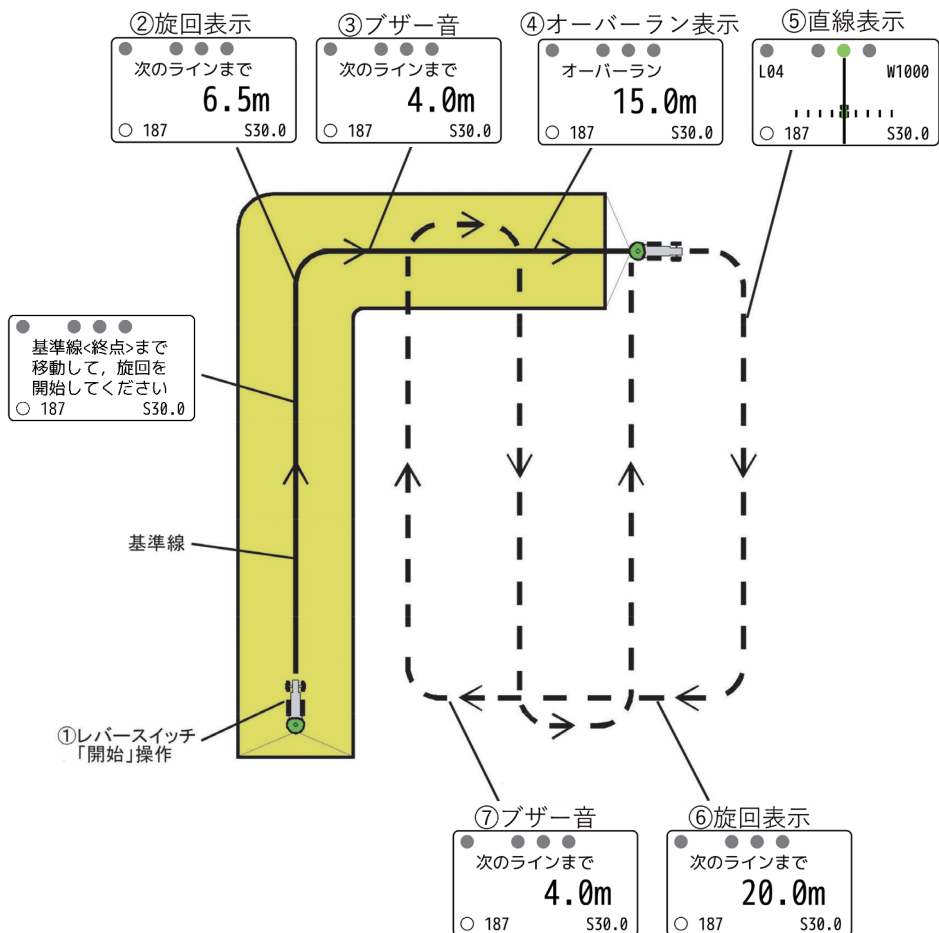 ②旋回表示
次のラインまで
6.5m
○ 187 S30.0
③ブザー音
次のラインまで
4.0m
○ 187 S30.0
④オーバーラン表示
オーバーラン
15.0m
○ 187 S30.0
⑤直線表示
L04 W1000
○ 187 S30.0
基準線<終点>まで
移動して，旋回を
開始してください
○ 187 S30.0
基準線
①レバースイッチ
「開始」操作
⑦ブザー音
次のラインまで
4.0m
○ 187 S30.0
⑥旋回表示
次のラインまで
20.0m
○ 187 S30.0